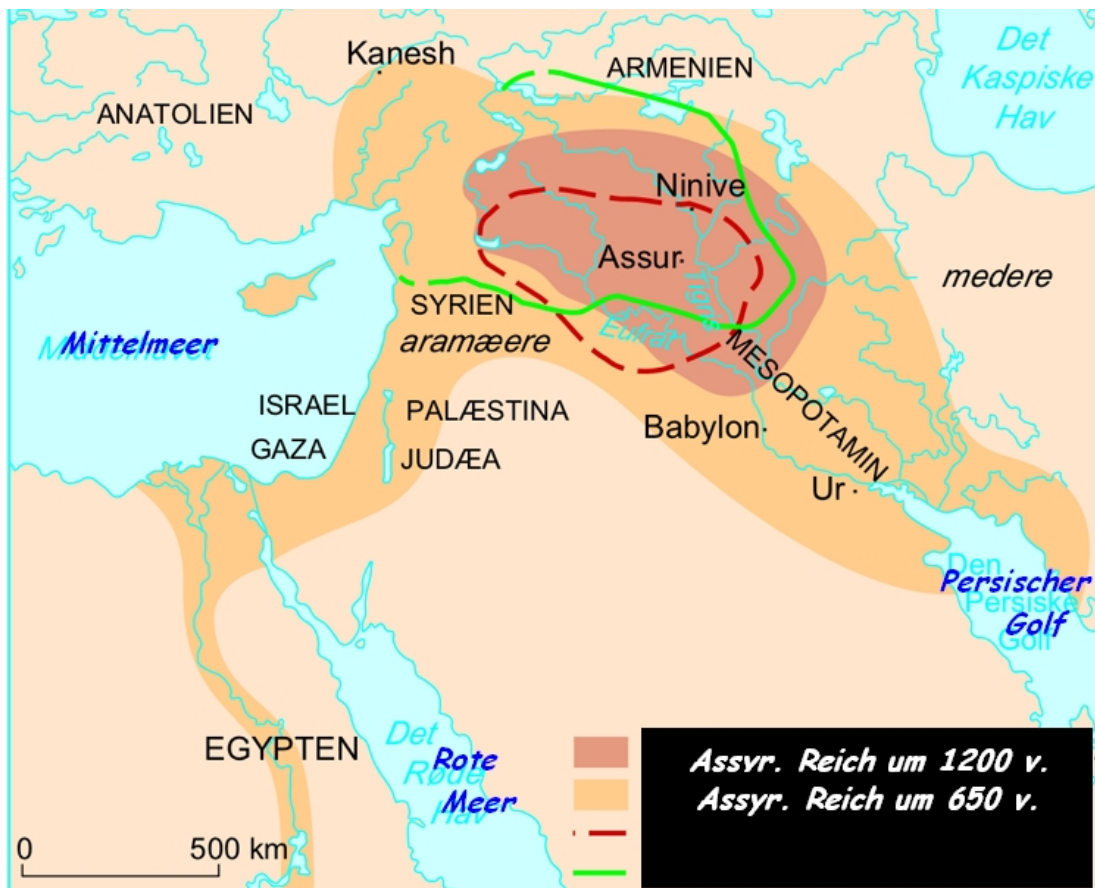 Kanesh
ARMENIEN
Det
Kaspiske
Hav
ANATOLIEN
Ninive
Assur
medere
Tigris
SYRIEN
aramæere
Eufrat
Mittelmeer
MESOPOTAMIN
ISRAEL
PALÆSTINA
GAZA
JUDÆA
Babylon
Ur
Den
Persiske
Golf
Persischer
Golf
EGYPTEN
Det
Røde
Hav
Rote
Meer
Assyr. Reich um 1200 v.
Assyr. Reich um 650 v.
0 500 km